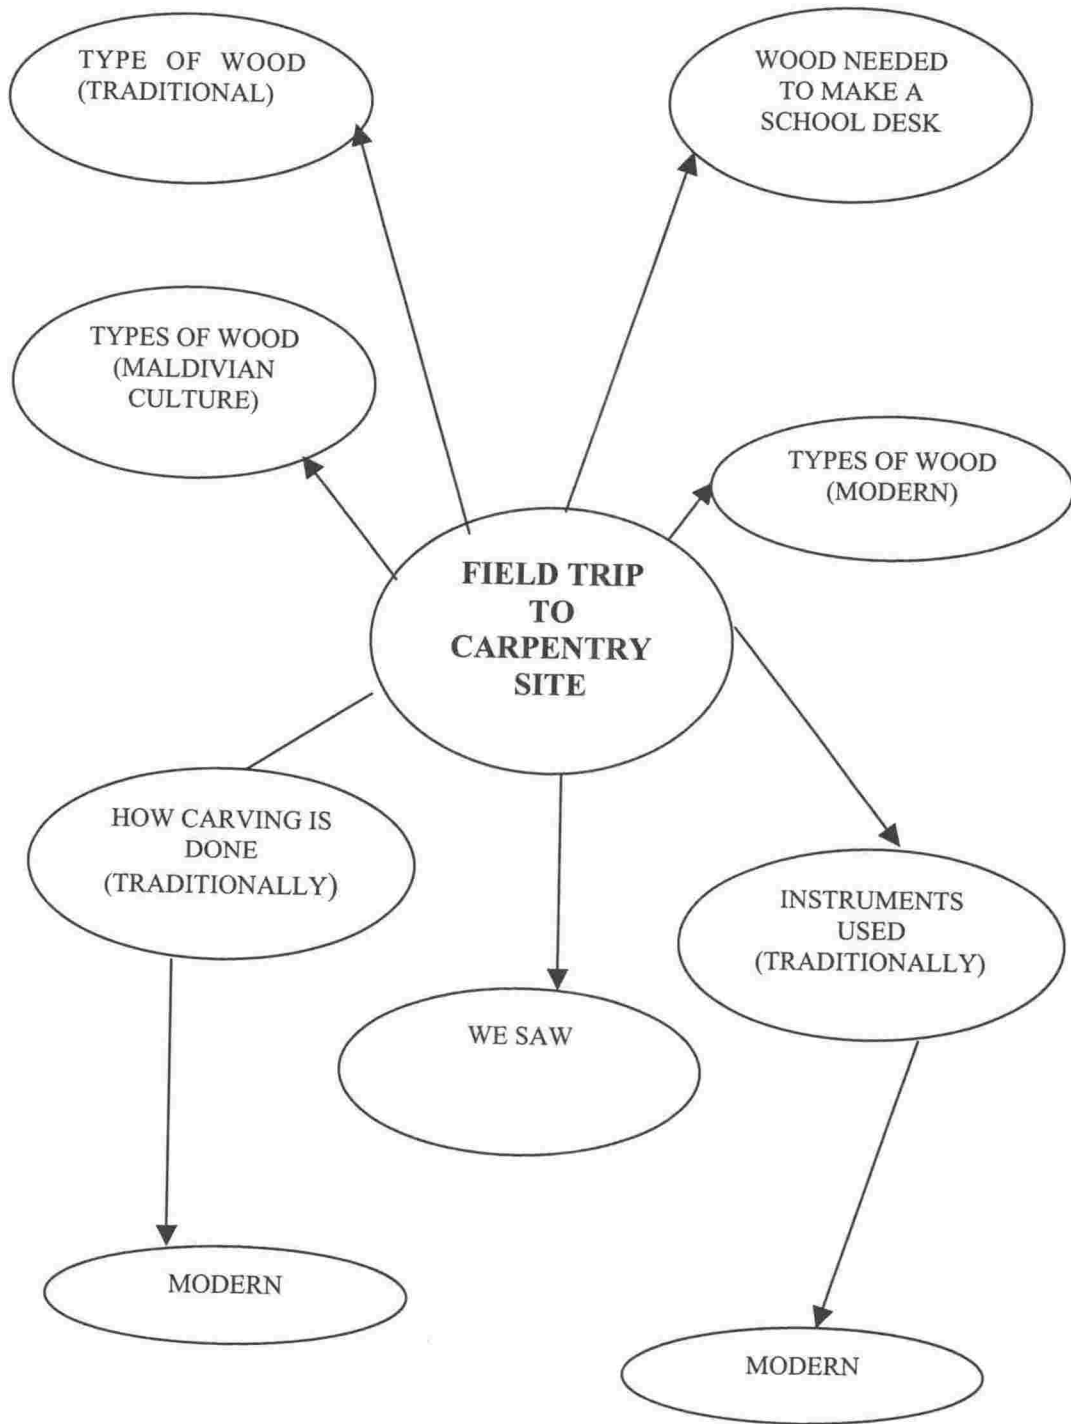 TYPE OF WOOD
(TRADITIONAL)
WOOD NEEDED
TO MAKE A
SCHOOL DESK
TYPES OF WOOD
(MALDIVIAN
CULTURE)
TYPES OF WOOD
(MODERN)
FIELD TRIP
TO
CARPENTRY
SITE
HOW CARVING IS
DONE
(TRADITIONALLY)
INSTRUMENTS
USED
(TRADITIONALLY)
WE SAW
MODERN
MODERN